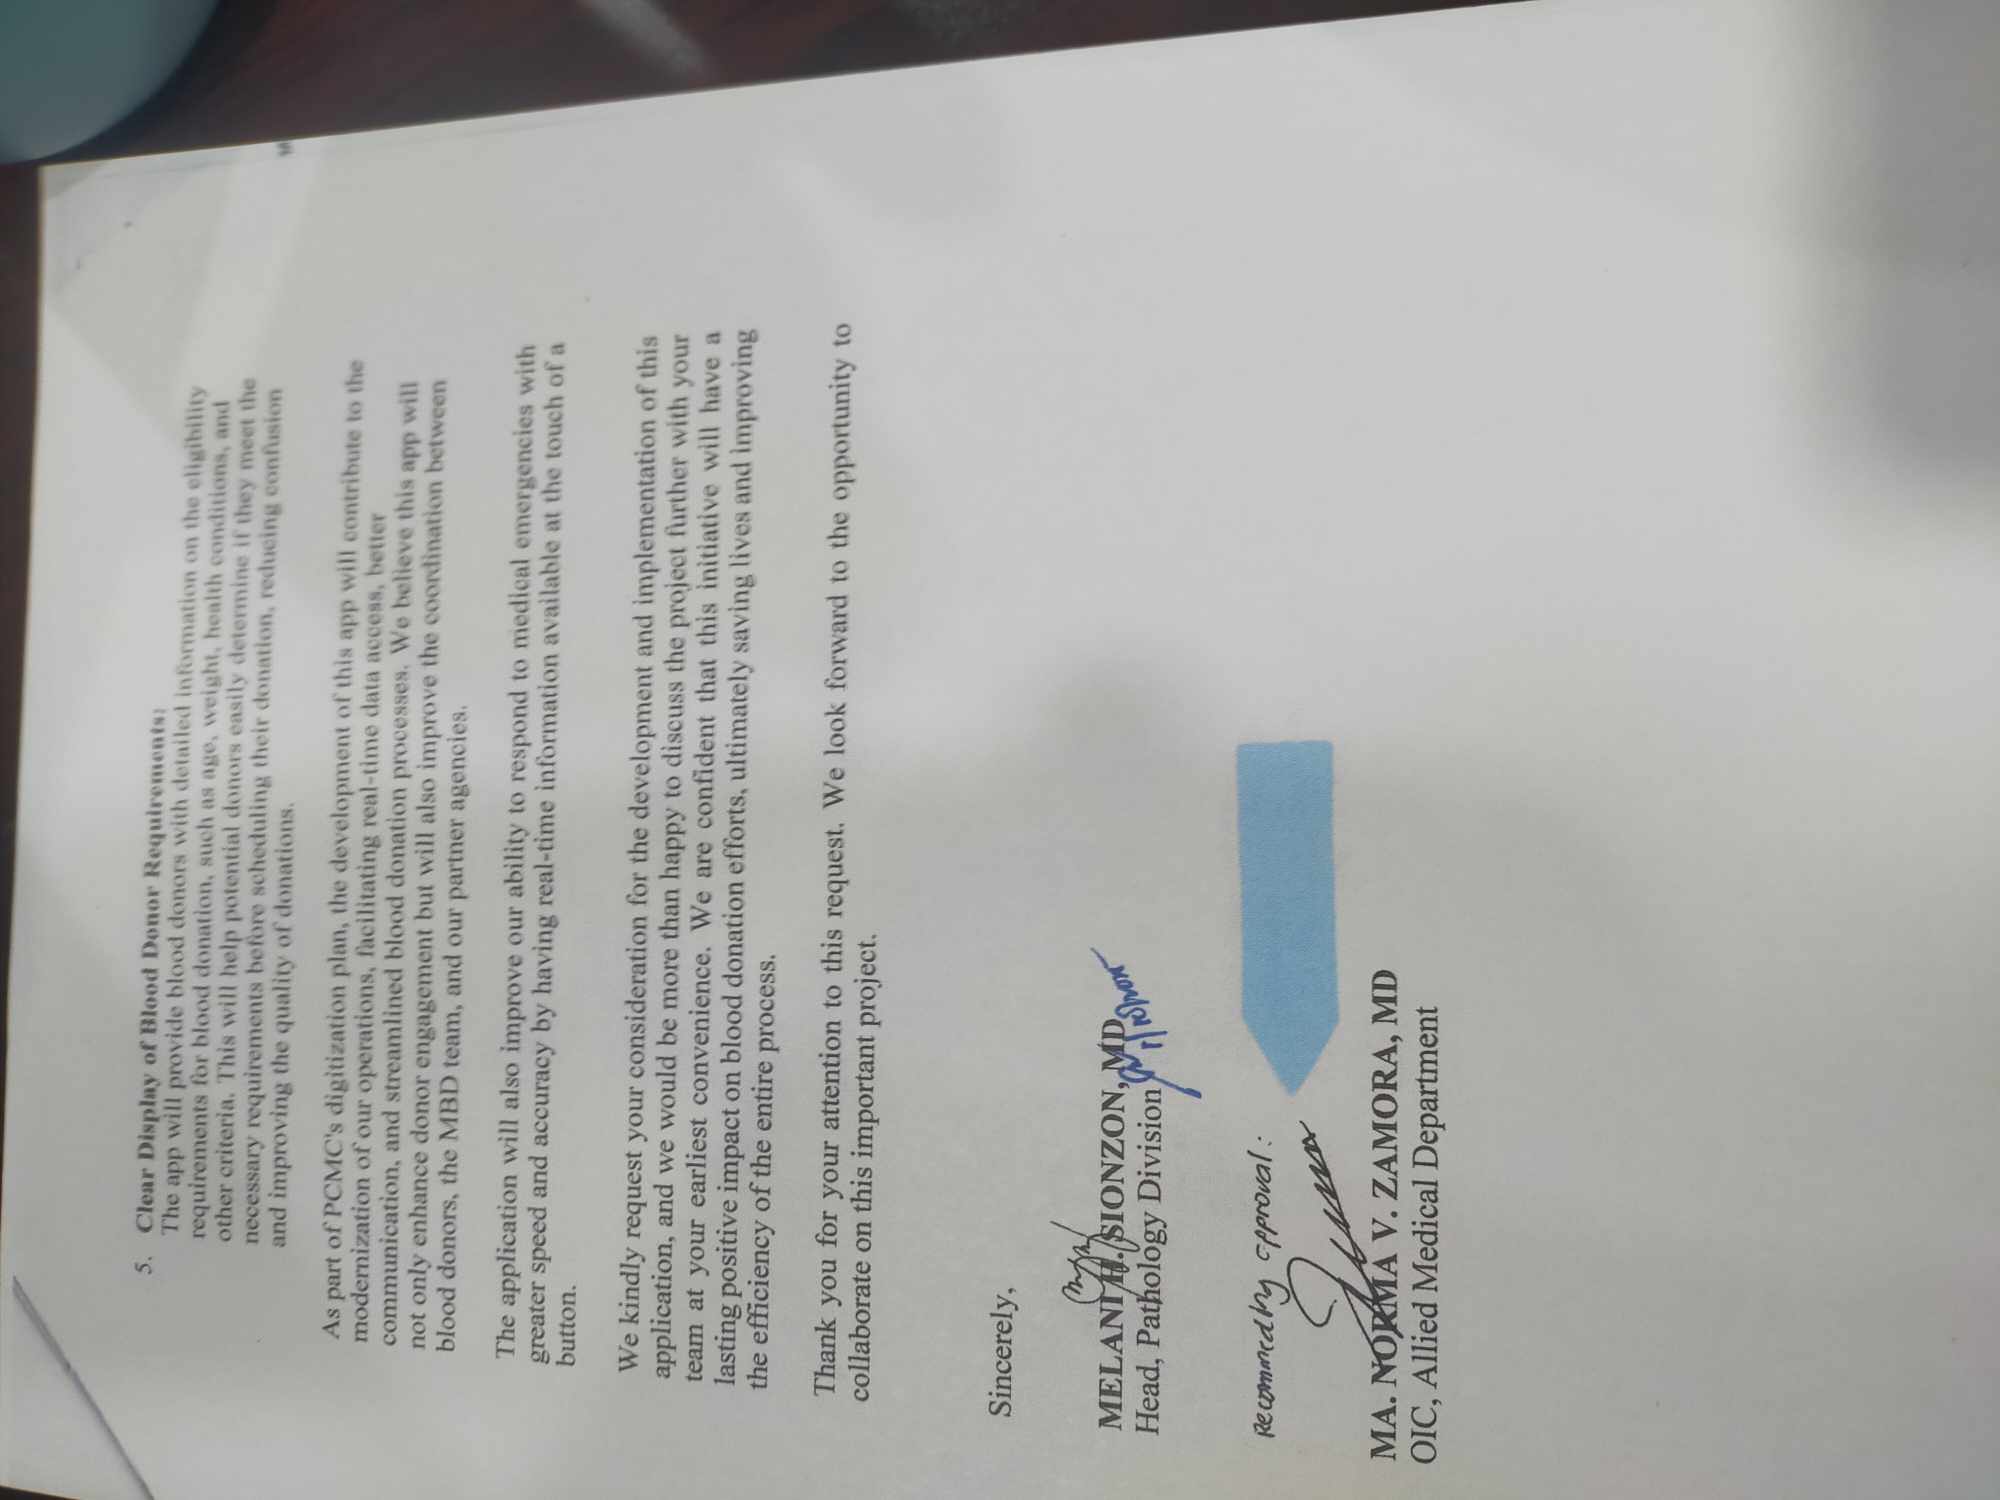 5. Clear Display of Blood Donor Requirements:
The app will provide blood donors with detailed information on the eligibility
requirements for blood donation, such as age, weight, health conditions, and
other criteria. This will help potential donors easily determine if they meet the
necessary requirements before scheduling their donation, reducing confusion
and improving the quality of donations.
As part of PCMC's digitization plan, the development of this app will contribute to the
modernization of our operations, facilitating real-time data access, better
communication, and streamlined blood donation processes. We believe this app will
not only enhance donor engagement but will also improve the coordination between
blood donors, the MBD team, and our partner agencies.
The application will also improve our ability to respond to medical emergencies with
greater speed and accuracy by having real-time information available at the touch of a
button.
We kindly request your consideration for the development and implementation of this
application, and we would be more than happy to discuss the project further with your
team at your earliest convenience. We are confident that this initiative will have a
lasting positive impact on blood donation efforts, ultimately saving lives and improving
the efficiency of the entire process.
Thank you for your attention to this request. We look forward to the opportunity to
collaborate on this important project.
Sincerely,
MELANI H. SIONZON, MD
Head, Pathology Division
Recommeding approval:
MA. NORMA V. ZAMORA, MD
OIC, Allied Medical Department